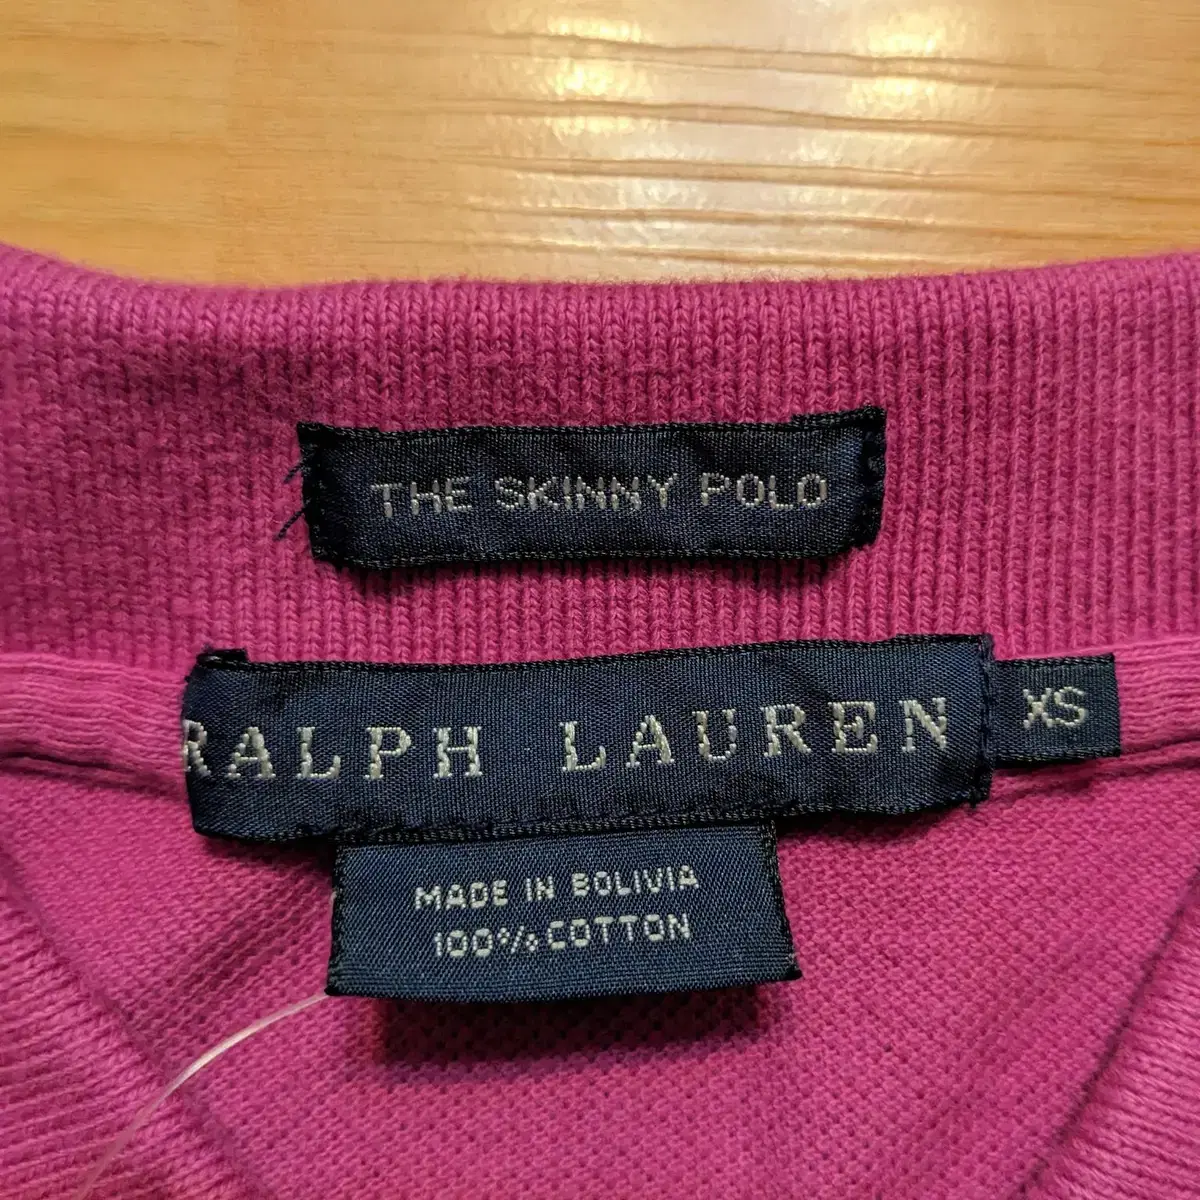 THE SKINNY POLO
RALPH LAUREN
XS
MADE IN BOLIVIA
100% COTTON